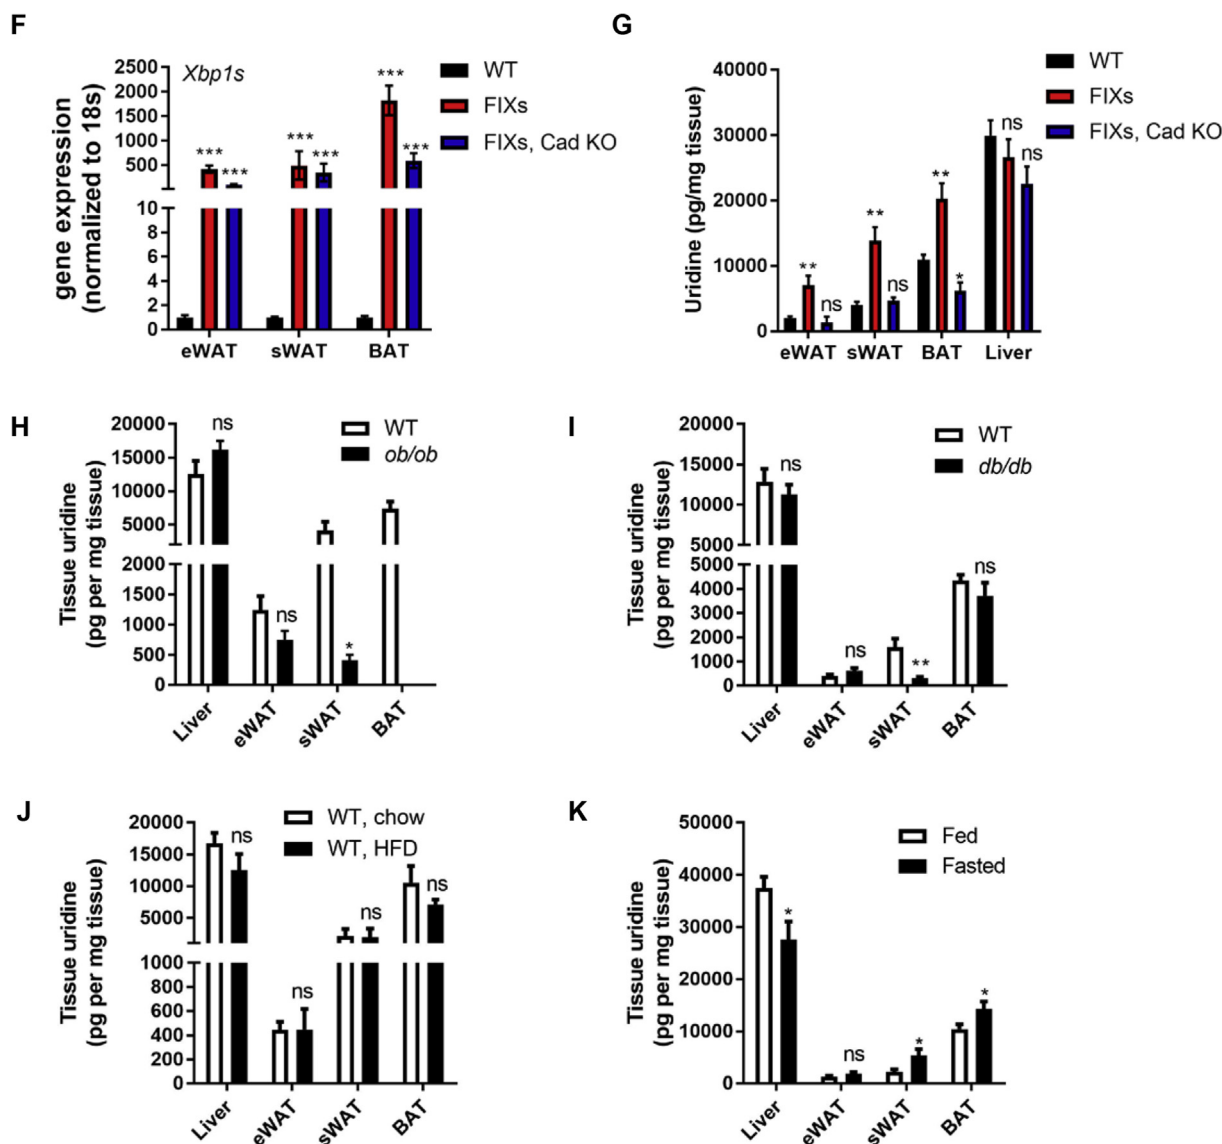 F
gene expression
(normalized to 18s)
2500
2000
1500
1000
500
10
8
6
4
2
0
Xbp1s
*** *** *** *** *** ***
eWAT sWAT BAT
WT
FIXs
FIXs, Cad KO
G
Uridine (pg/mg tissue)
40000
30000
20000
10000
0
** ns ** ns ** * ns ns
eWAT sWAT BAT Liver
WT
FIXs
FIXs, Cad KO
H
Tissue uridine
(pg per mg tissue)
20000
15000
10000
5000
2000
1500
1000
500
0
ns ns *
Liver eWAT sWAT BAT
WT
ob/ob
I
Tissue uridine
(pg per mg tissue)
20000
15000
10000
5000
5000
4000
2000
1000
0
ns ns ** ns
Liver eWAT sWAT BAT
WT
db/db
J
Tissue uridine
(pg per mg tissue)
20000
15000
10000
5000
1000
800
600
400
200
0
ns ns ns ns
Liver eWAT sWAT BAT
WT, chow
WT, HFD
K
Tissue uridine
(pg per mg tissue)
50000
40000
30000
20000
10000
0
* ns * *
Liver eWAT sWAT BAT
Fed
Fasted